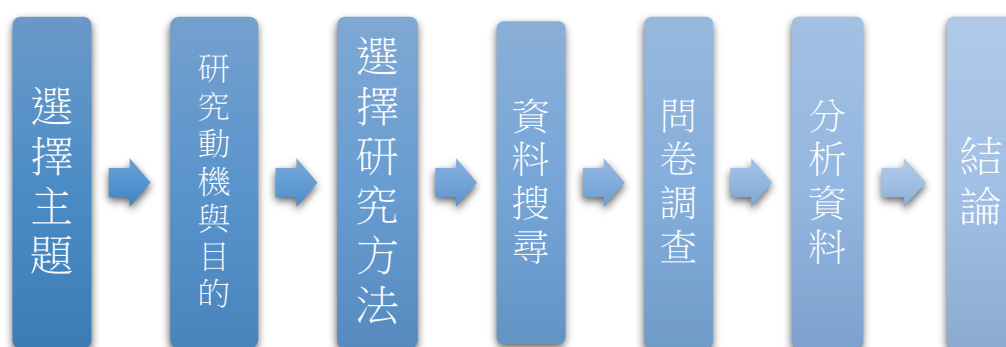 選擇主題
研究動機與目的
選擇研究方法
資料搜尋
問卷調查
分析資料
結論